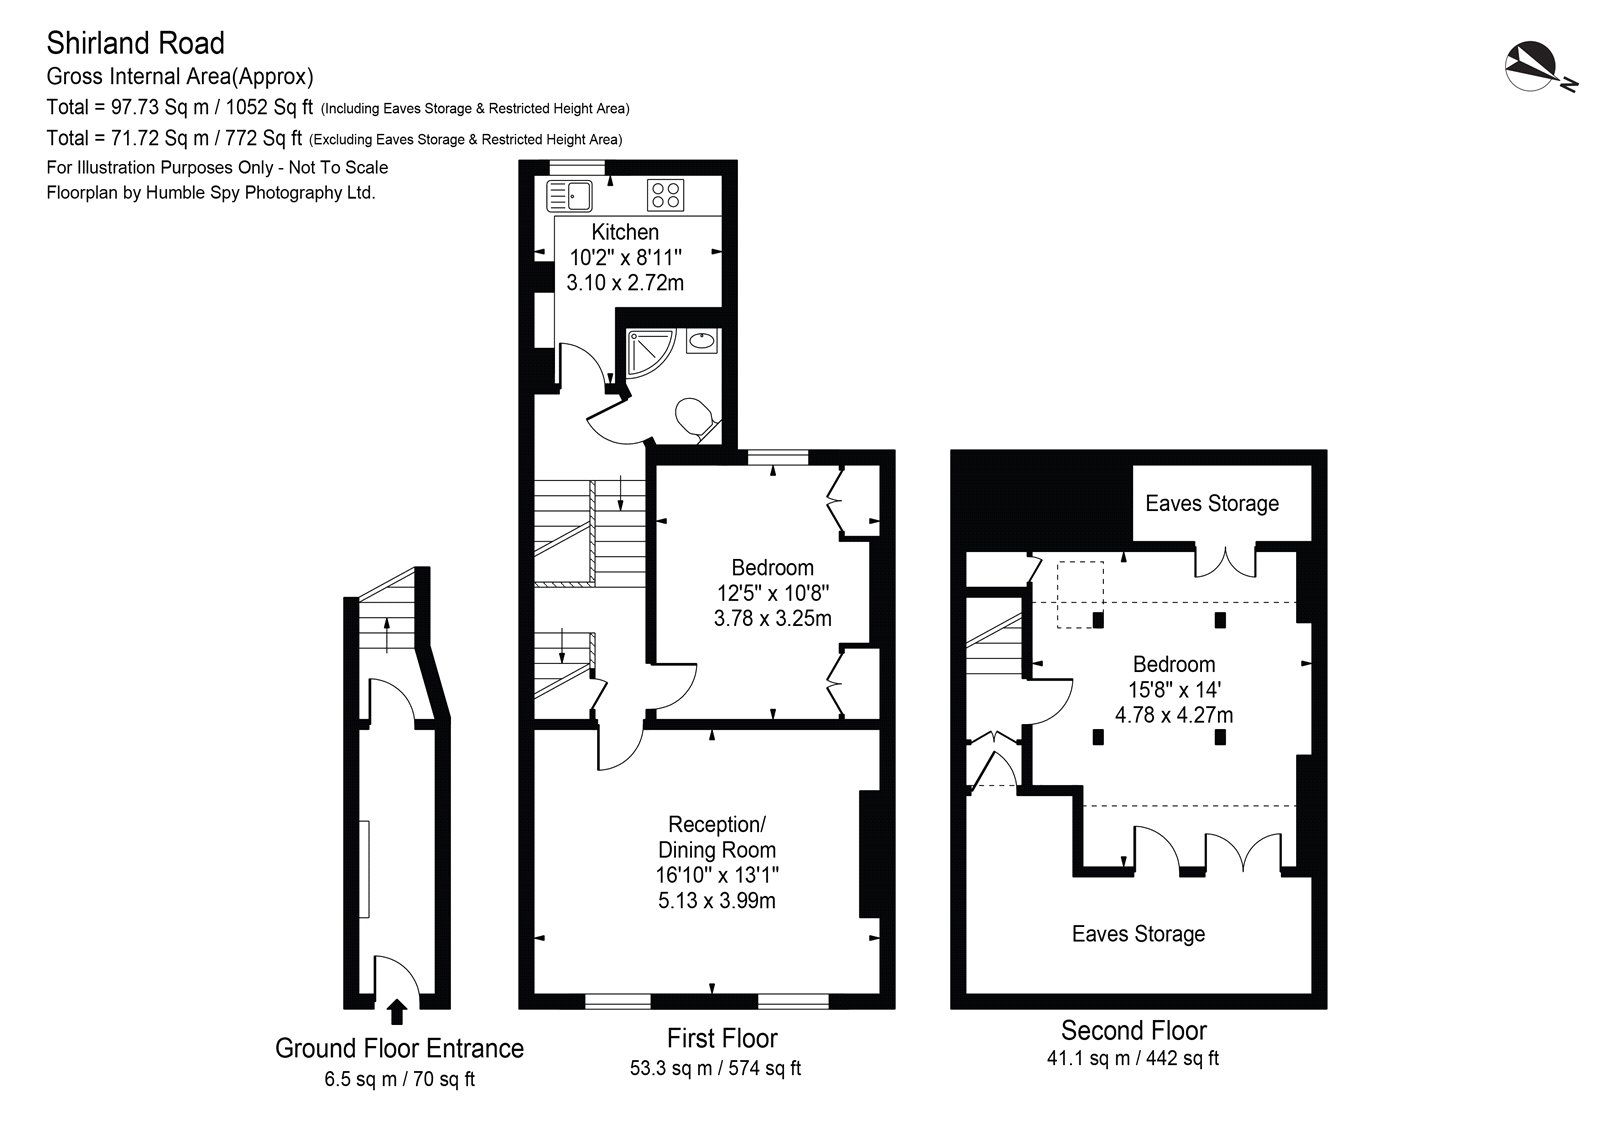 Shirland Road
Gross Internal Area(Approx)
Total = 97.73 Sq m / 1052 Sq ft (Including Eaves Storage & Restricted Height Area)
Total = 71.72 Sq m / 772 Sq ft (Excluding Eaves Storage & Restricted Height Area)
For Illustration Purposes Only - Not To Scale
Floorplan by Humble Spy Photography Ltd.
N
Kitchen
10'2" x 8'11"
3.10 x 2.72m
Bedroom
12'5" x 10'8"
3.78 x 3.25m
Reception/
Dining Room
16'10" x 13'1"
5.13 x 3.99m
Eaves Storage
Bedroom
15'8" x 14'
4.78 x 4.27m
Eaves Storage
Ground Floor Entrance
6.5 sq m / 70 sq ft
First Floor
53.3 sq m / 574 sq ft
Second Floor
41.1 sq m / 442 sq ft